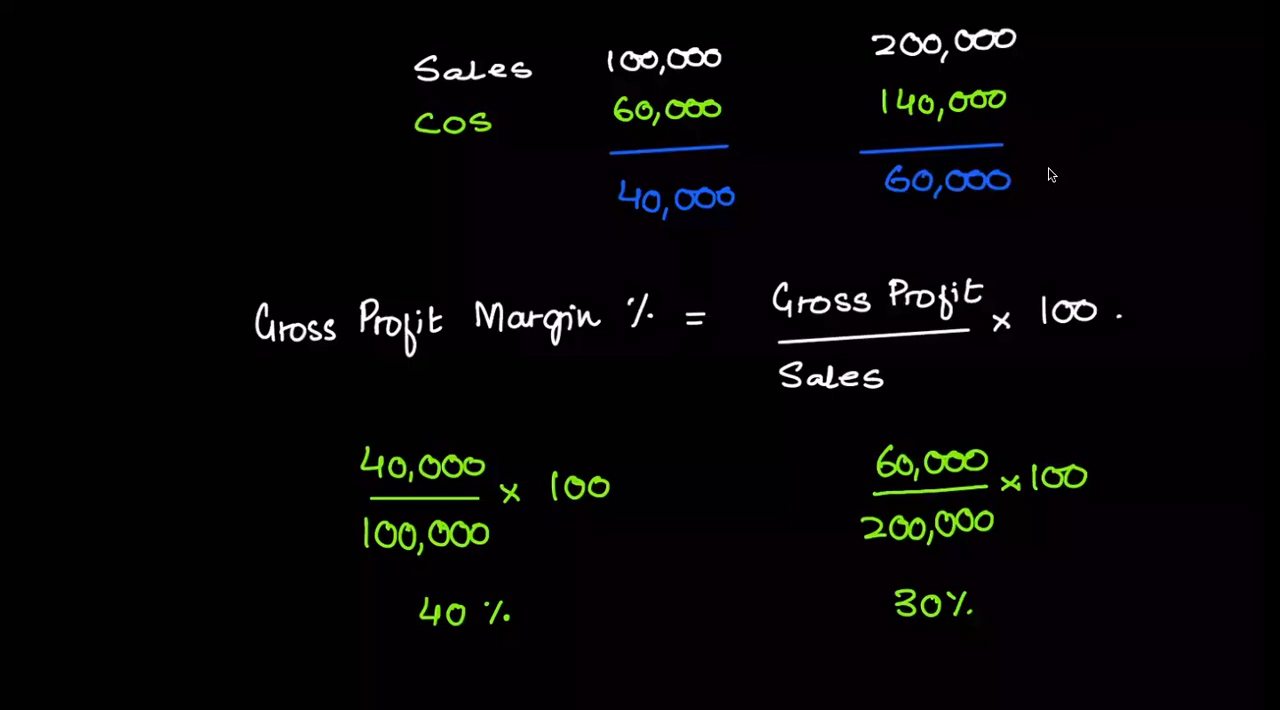 Sales 100,000 200,000
COS 60,000 140,000
40,000 60,000
Gross Profit Margin % = Gross Profit × 100.
Sales
40,000 × 100 60,000 × 100
100,000 200,000
40 % 30%